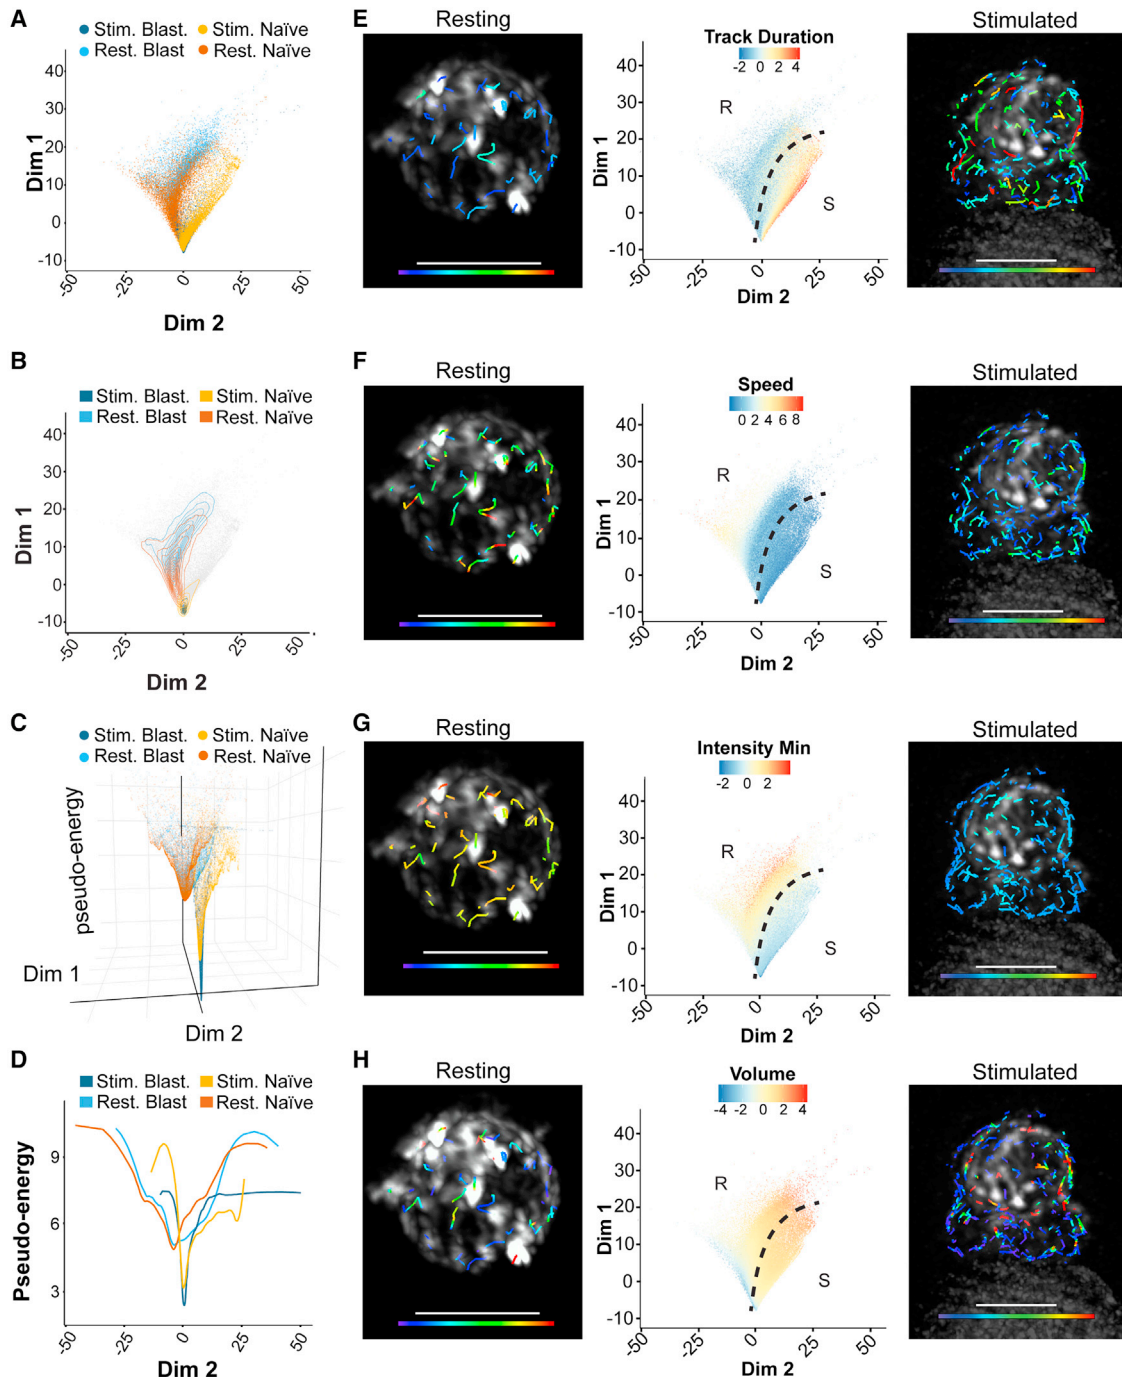 A
Stim. Blast. Stim. Naïve
Rest. Blast Rest. Naïve
40
30
20
10
0
-10
Dim 1
-50 -25 0 25 50
Dim 2
B
Stim. Blast. Stim. Naïve
Rest. Blast Rest. Naïve
40
30
20
10
0
-10
Dim 1
-50 -25 0 25 50
Dim 2
C
Stim. Blast. Stim. Naïve
Rest. Blast Rest. Naïve
pseudo-energy
Dim 1
Dim 2
D
Stim. Blast. Stim. Naïve
Rest. Blast Rest. Naïve
9
6
3
Pseudo-energy
-50 -25 0 25 50
Dim 2
E
Resting
Track Duration
-2 0 2 4
40
30
20
10
0
-10
Dim 1
R
S
-50 -25 0 25 50
Dim 2
Stimulated
F
Resting
Speed
0 2 4 6 8
40
30
20
10
0
-10
Dim 1
R
S
-50 -25 0 25 50
Dim 2
Stimulated
G
Resting
Intensity Min
-2 0 2
40
30
20
10
0
-10
Dim 1
R
S
-50 -25 0 25 50
Dim 2
Stimulated
H
Resting
Volume
-4 -2 0 2 4
40
30
20
10
0
-10
Dim 1
R
S
-50 -25 0 25 50
Dim 2
Stimulated